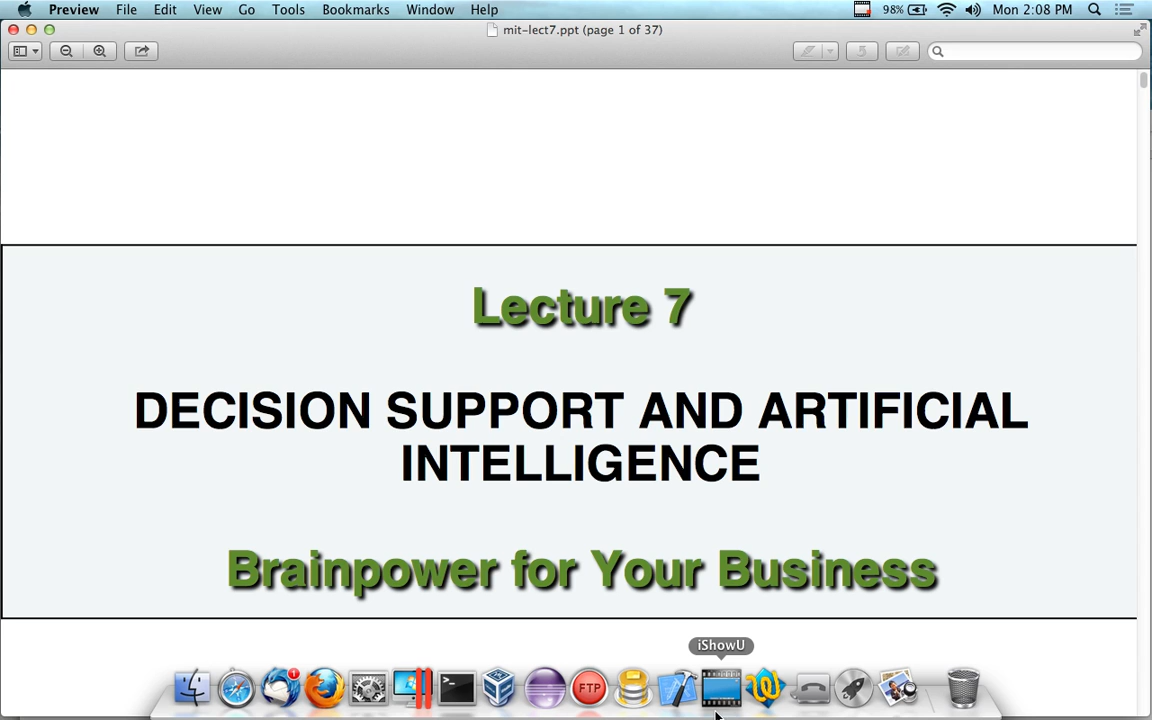 Preview File Edit View Go Tools Bookmarks Window Help 98% Mon 2:08 PM
mit-lect7.ppt (page 1 of 37)
Lecture 7
DECISION SUPPORT AND ARTIFICIAL
INTELLIGENCE
Brainpower for Your Business
iShowU
1
FTP